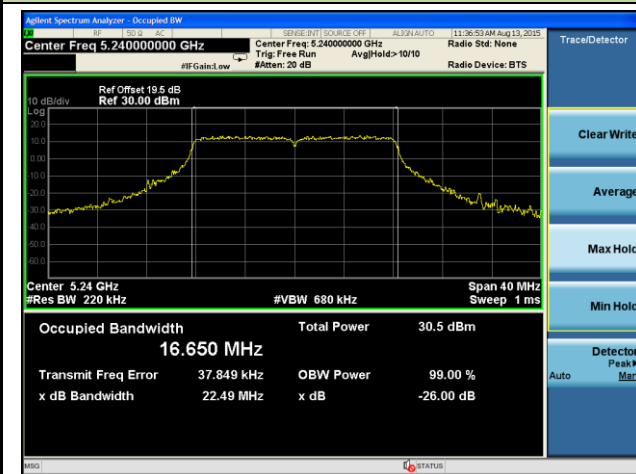 Agilent Spectrum Analyzer - Occupied BW
RF 50 Ω AC SENSE:INT SOURCE OFF ALIGN AUTO 11:36:53 AM Aug 13, 2015
Center Freq 5.240000000 GHz
Center Freq: 5.240000000 GHz
Radio Std: None
Trig: Free Run Avg|Hold:> 10/10
#IFGain:Low #Atten: 20 dB Radio Device: BTS
Trace/Detector
Ref Offset 19.5 dB
10 dB/div Ref 30.00 dBm
Log
20.0
10.0
0.00
-10.0
-20.0
-30.0
-40.0
-50.0
-60.0
Center 5.24 GHz Span 40 MHz
#Res BW 220 kHz #VBW 680 kHz Sweep 1 ms
Occupied Bandwidth Total Power 30.5 dBm
16.650 MHz
Transmit Freq Error 37.849 kHz OBW Power 99.00 %
x dB Bandwidth 22.49 MHz x dB -26.00 dB
Clear Write
Average
Max Hold
Min Hold
Detector
Peak
Auto Man
MSG STATUS